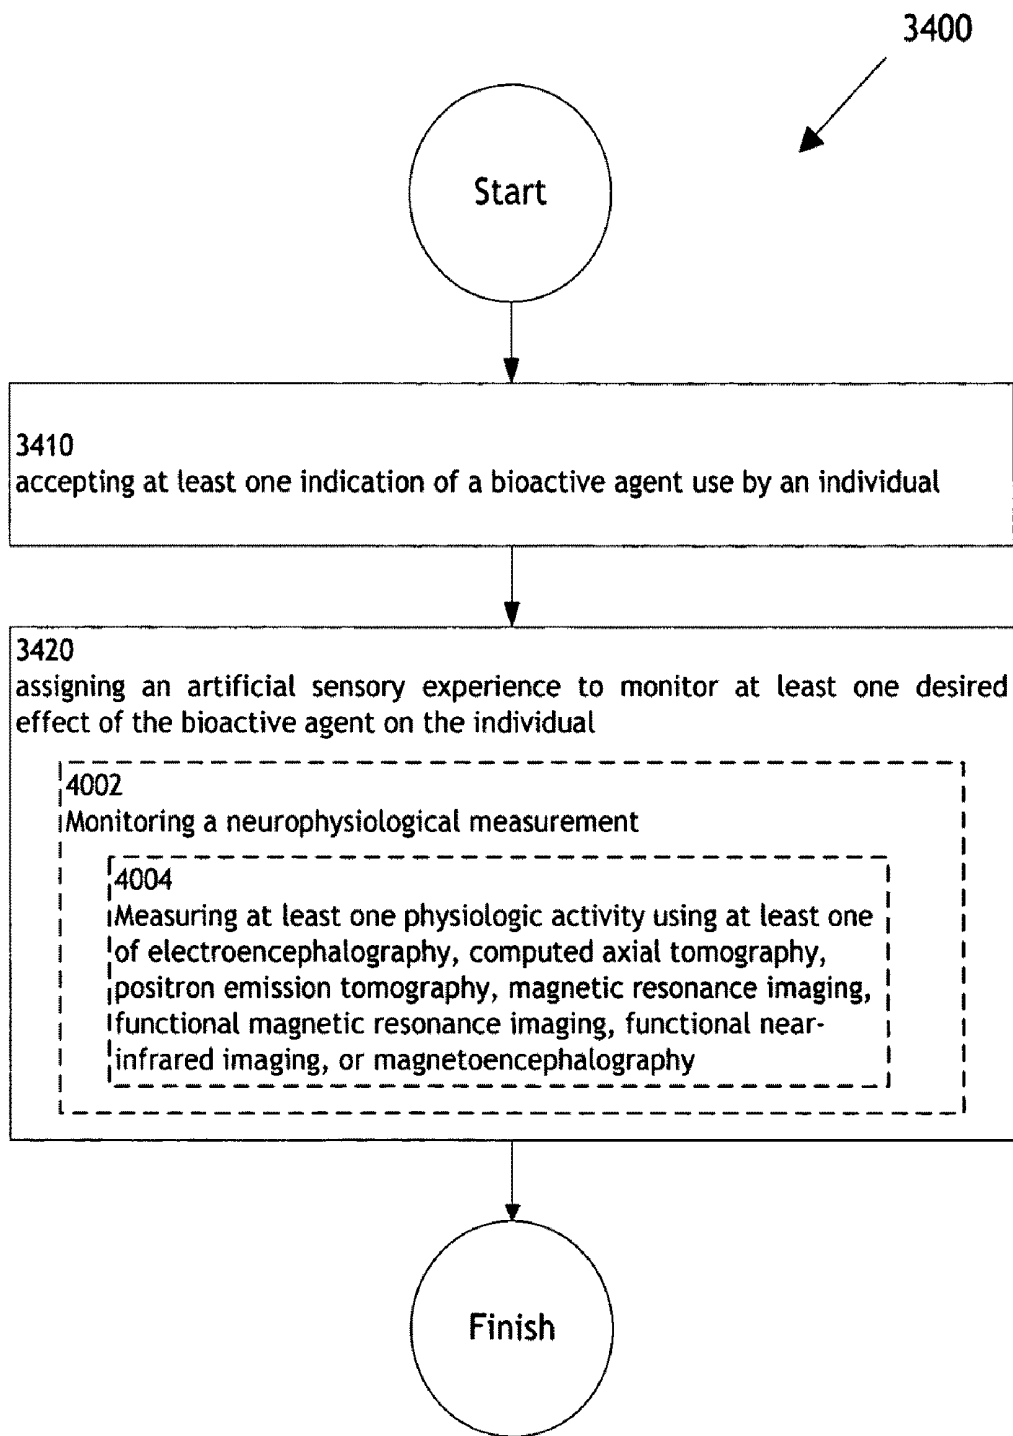 3400
Start
3410
accepting at least one indication of a bioactive agent use by an individual
3420
assigning an artificial sensory experience to monitor at least one desired
effect of the bioactive agent on the individual
4002
Monitoring a neurophysiological measurement
4004
Measuring at least one physiologic activity using at least one
of electroencephalography, computed axial tomography,
positron emission tomography, magnetic resonance imaging,
functional magnetic resonance imaging, functional near-
infrared imaging, or magnetoencephalography
Finish